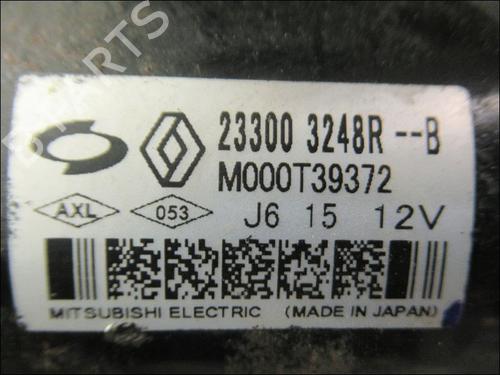 23300 3248R --B
M000T39372
AXL 053 J6 15 12V
MITSUBISHI ELECTRIC (MADE IN JAPAN)